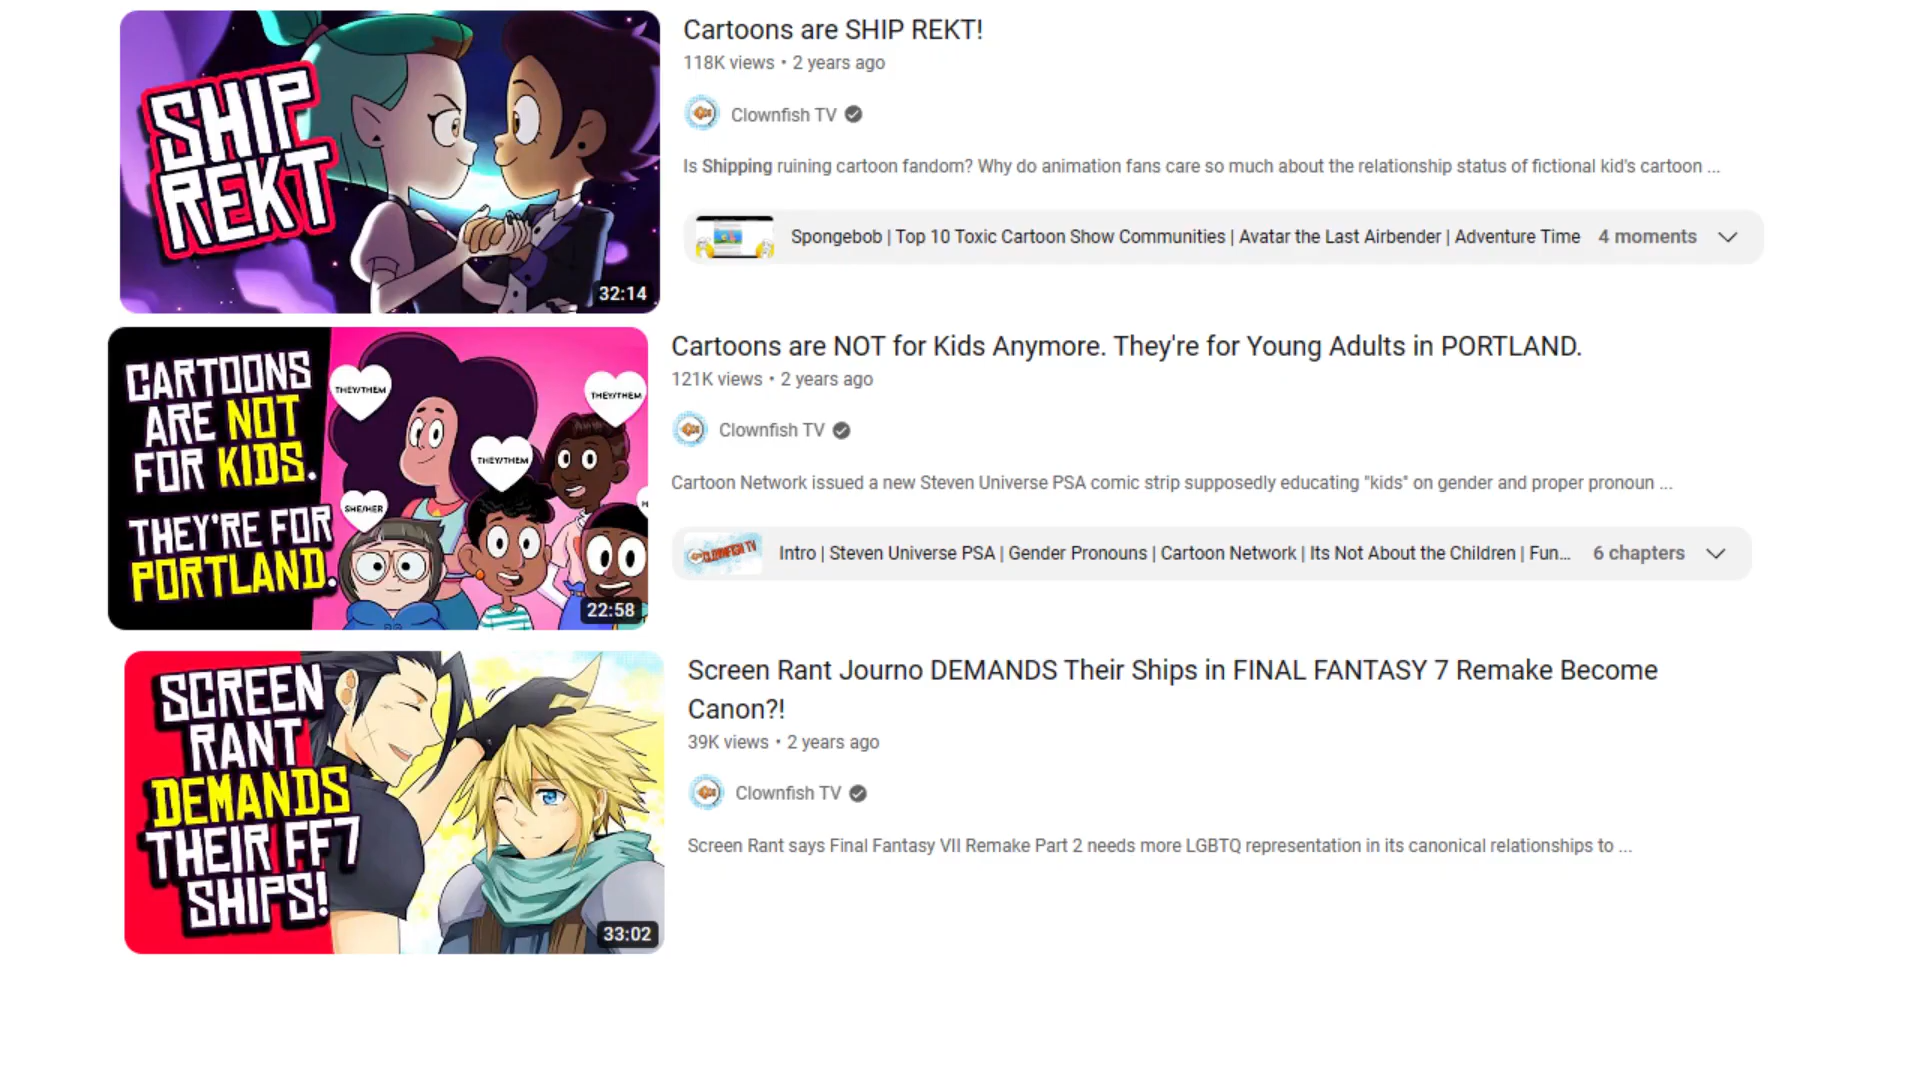 SHIP
REKT
32:14
Cartoons are SHIP REKT!
118K views • 2 years ago
Clownfish TV
Is Shipping ruining cartoon fandom? Why do animation fans care so much about the relationship status of fictional kid's cartoon ...
Spongebob | Top 10 Toxic Cartoon Show Communities | Avatar the Last Airbender | Adventure Time 4 moments
CARTOONS
ARE NOT
FOR KIDS.
THEY'RE FOR
PORTLAND.
THEY/THEM
THEY/THEM
THEY/THEM
SHE/HER
22:58
Cartoons are NOT for Kids Anymore. They're for Young Adults in PORTLAND.
121K views • 2 years ago
Clownfish TV
Cartoon Network issued a new Steven Universe PSA comic strip supposedly educating "kids" on gender and proper pronoun ...
CLOWNFISH TV
Intro | Steven Universe PSA | Gender Pronouns | Cartoon Network | Its Not About the Children | Fun... 6 chapters
SCREEN
RANT
DEMANDS
THEIR FF7
SHIPS!
33:02
Screen Rant Journo DEMANDS Their Ships in FINAL FANTASY 7 Remake Become
Canon?!
39K views • 2 years ago
Clownfish TV
Screen Rant says Final Fantasy VII Remake Part 2 needs more LGBTQ representation in its canonical relationships to ...